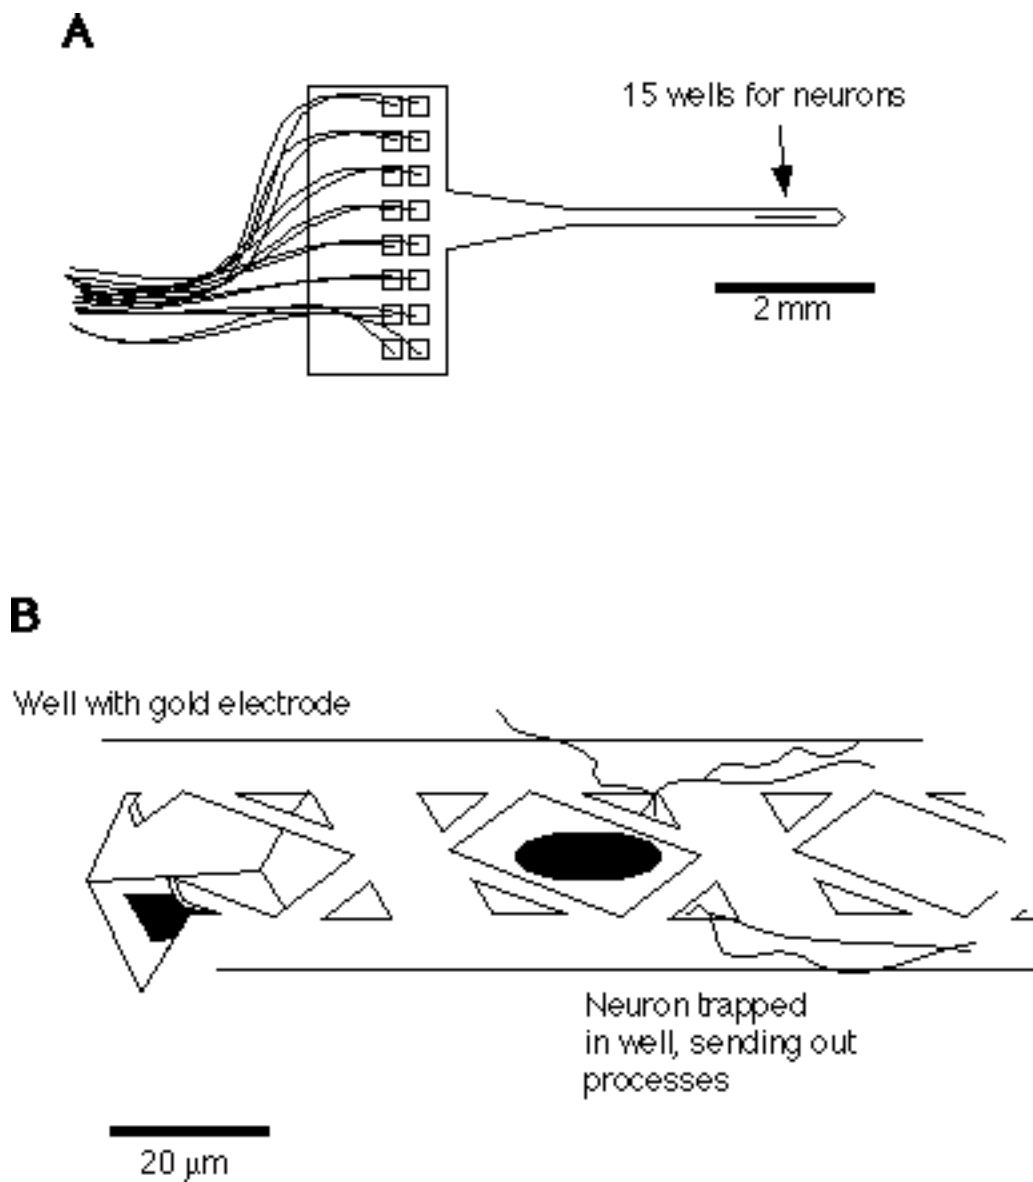 A
15 wells for neurons
2 mm
B
Well with gold electrode
Neuron trapped
in well, sending out
processes
20 μm